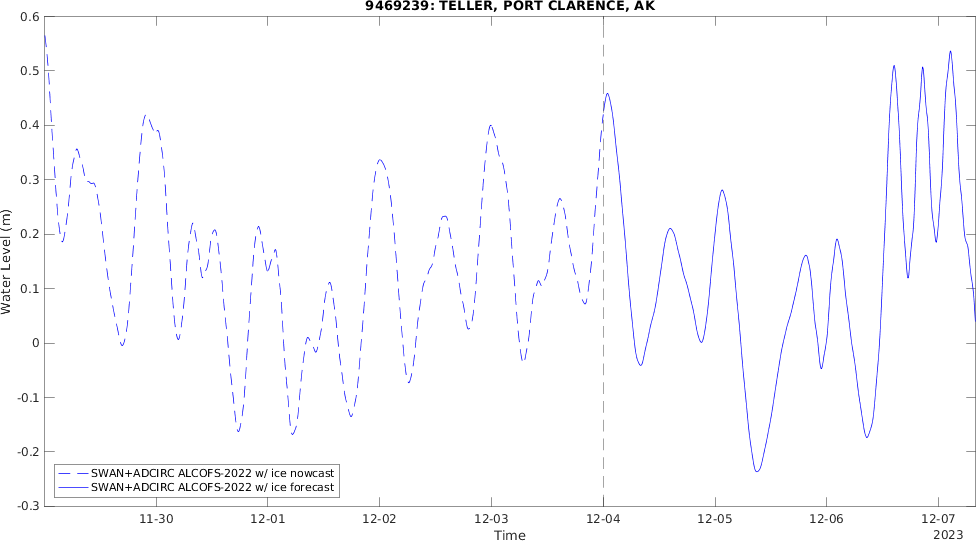 9469239: TELLER, PORT CLARENCE, AK
Water Level (m)
0.6
0.5
0.4
0.3
0.2
0.1
0
-0.1
-0.2
-0.3
SWAN+ADCIRC ALCOFS-2022 w/ ice nowcast
SWAN+ADCIRC ALCOFS-2022 w/ ice forecast
11-30 12-01 12-02 12-03 12-04 12-05 12-06 12-07
Time 2023